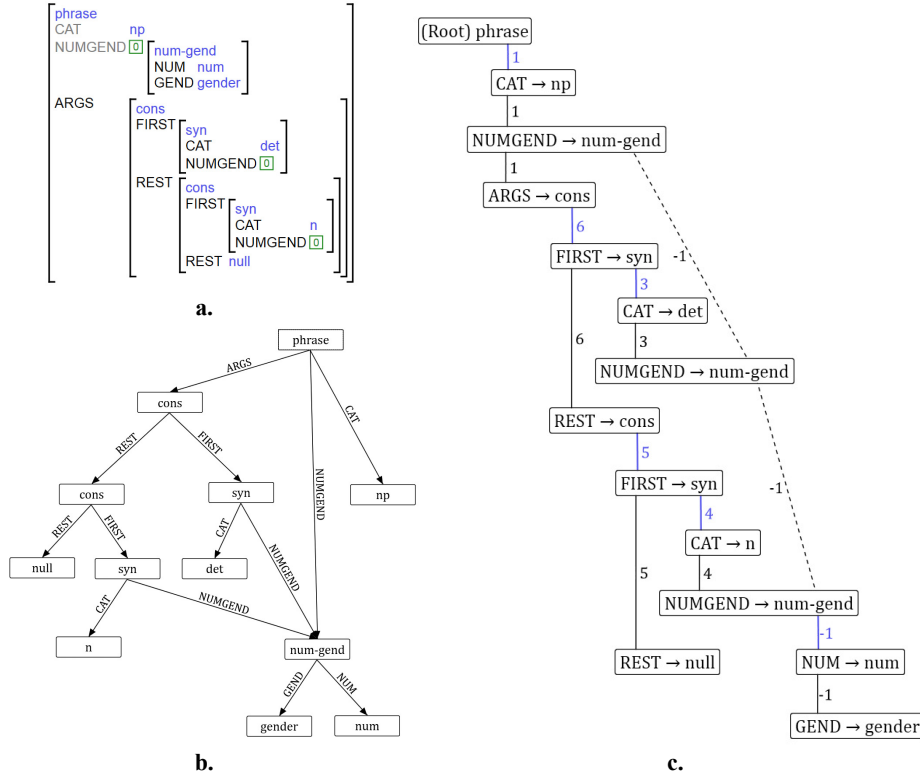 phrase
CAT np
NUMGEND 0 num-gend
NUM num
GEND gender
ARGS cons
FIRST syn
CAT det
NUMGEND 0
REST cons
FIRST syn
CAT n
NUMGEND 0
REST null
a.
phrase
ARGS
CAT
cons
REST
FIRST
NUMGEND
cons
syn
np
REST
FIRST
CAT
NUMGEND
null
syn
det
CAT
NUMGEND
n
num-gend
GEND
NUM
gender
num
b.
(Root) phrase
1
CAT → np
1
NUMGEND → num-gend
1
ARGS → cons
6
FIRST → syn
-1
3
CAT → det
6
3
NUMGEND → num-gend
REST → cons
5
FIRST → syn
-1
4
CAT → n
5
4
NUMGEND → num-gend
-1
REST → null
NUM → num
-1
GEND → gender
c.